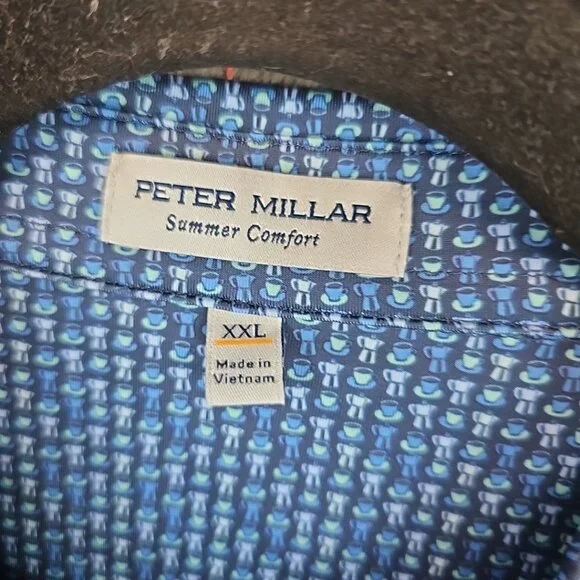 PETER MILLAR
Summer Comfort
XXL
Made in
Vietnam